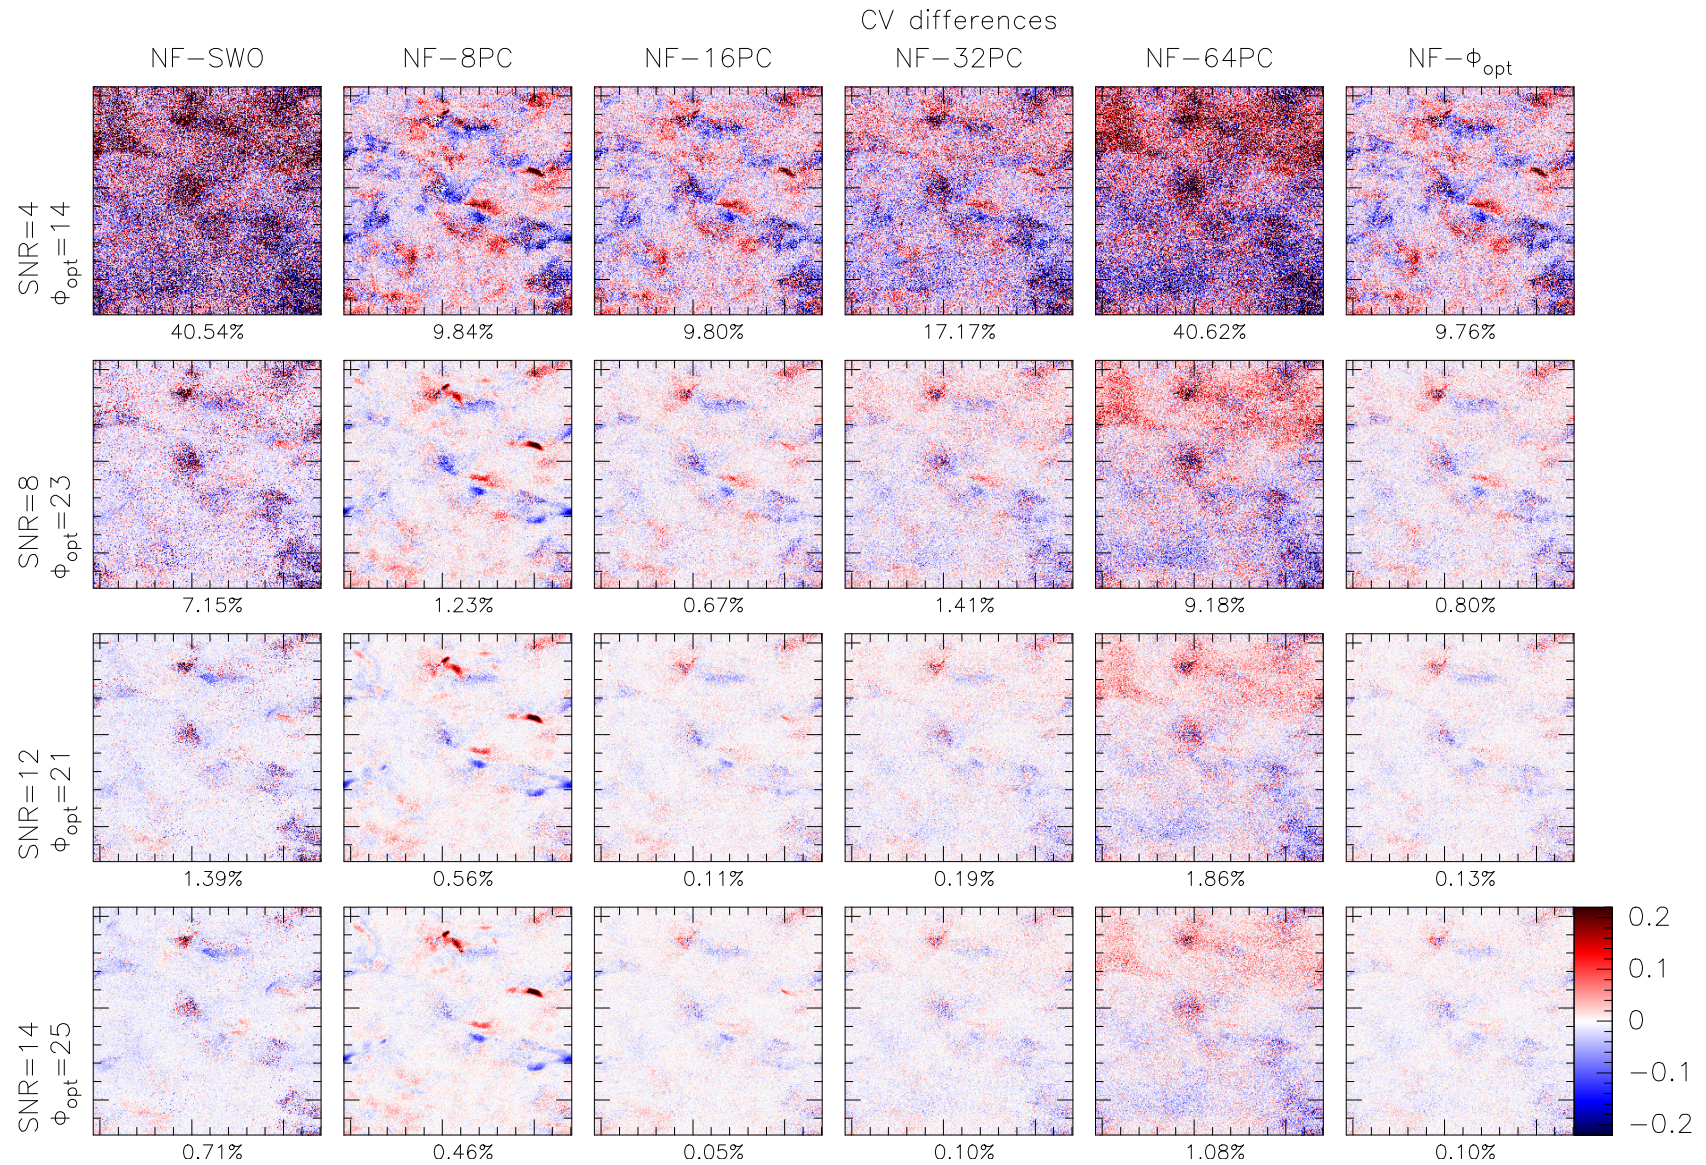 CV differences
NF−SWO NF−8PC NF−16PC NF−32PC NF−64PC NF−Φopt
SNR=4
ϕopt=14
40.54% 9.84% 9.80% 17.17% 40.62% 9.76%
SNR=8
ϕopt=23
7.15% 1.23% 0.67% 1.41% 9.18% 0.80%
SNR=12
ϕopt=21
1.39% 0.56% 0.11% 0.19% 1.86% 0.13%
SNR=14
ϕopt=25
0.2
0.1
0
−0.1
−0.2
0.71% 0.46% 0.05% 0.10% 1.08% 0.10%